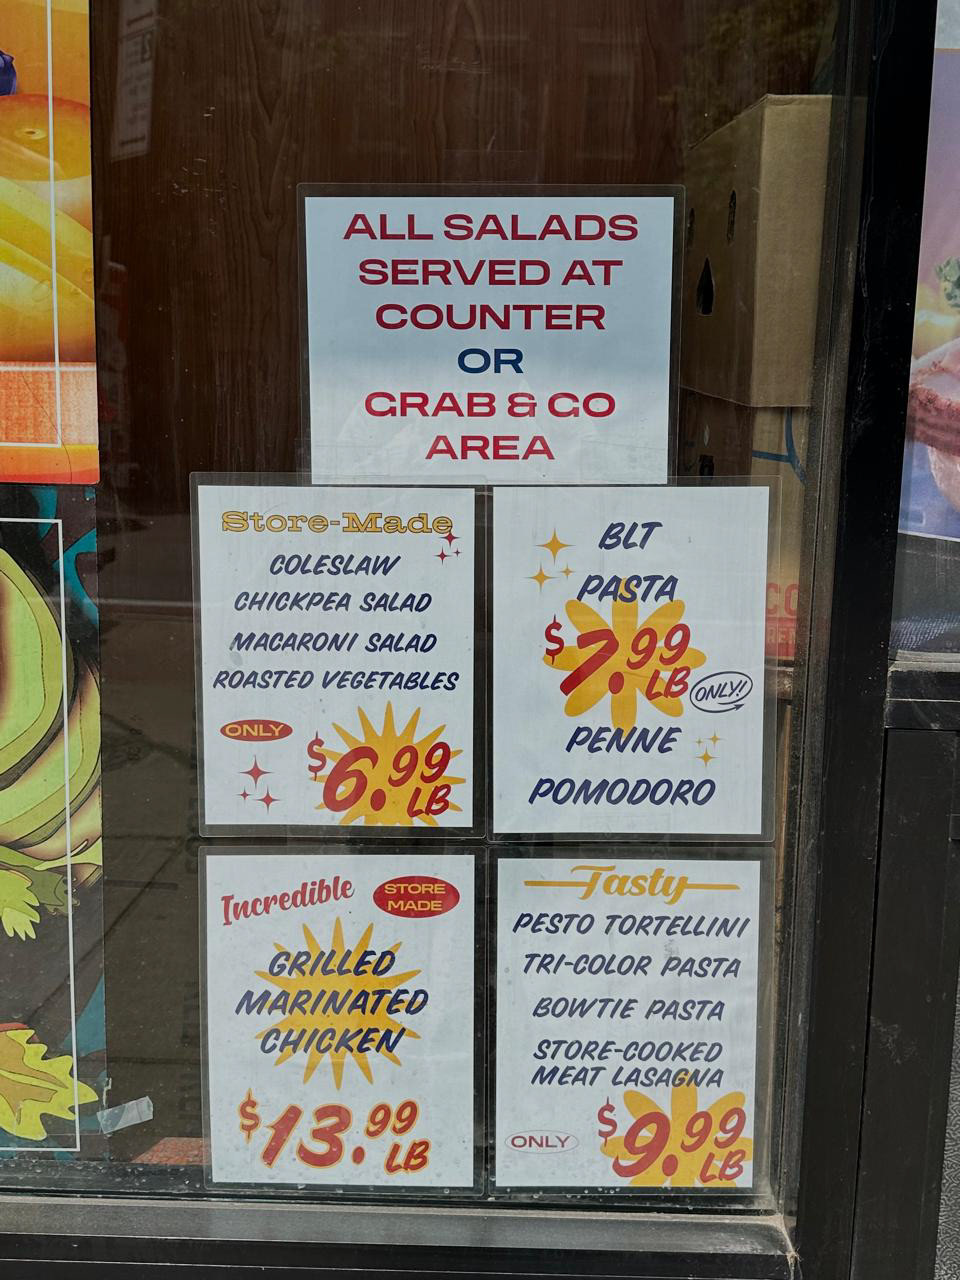 ALL SALADS
SERVED AT
COUNTER
OR
GRAB & GO
AREA
Store-Made
COLESLAW
CHICKPEA SALAD
MACARONI SALAD
ROASTED VEGETABLES
ONLY
$6.99
LB
BLT
PASTA
$7.99
LB
ONLY!
PENNE
POMODORO
Incredible
STORE
MADE
GRILLED
MARINATED
CHICKEN
$13.99
LB
Tasty
PESTO TORTELLINI
TRI-COLOR PASTA
BOWTIE PASTA
STORE-COOKED
MEAT LASAGNA
ONLY
$9.99
LB